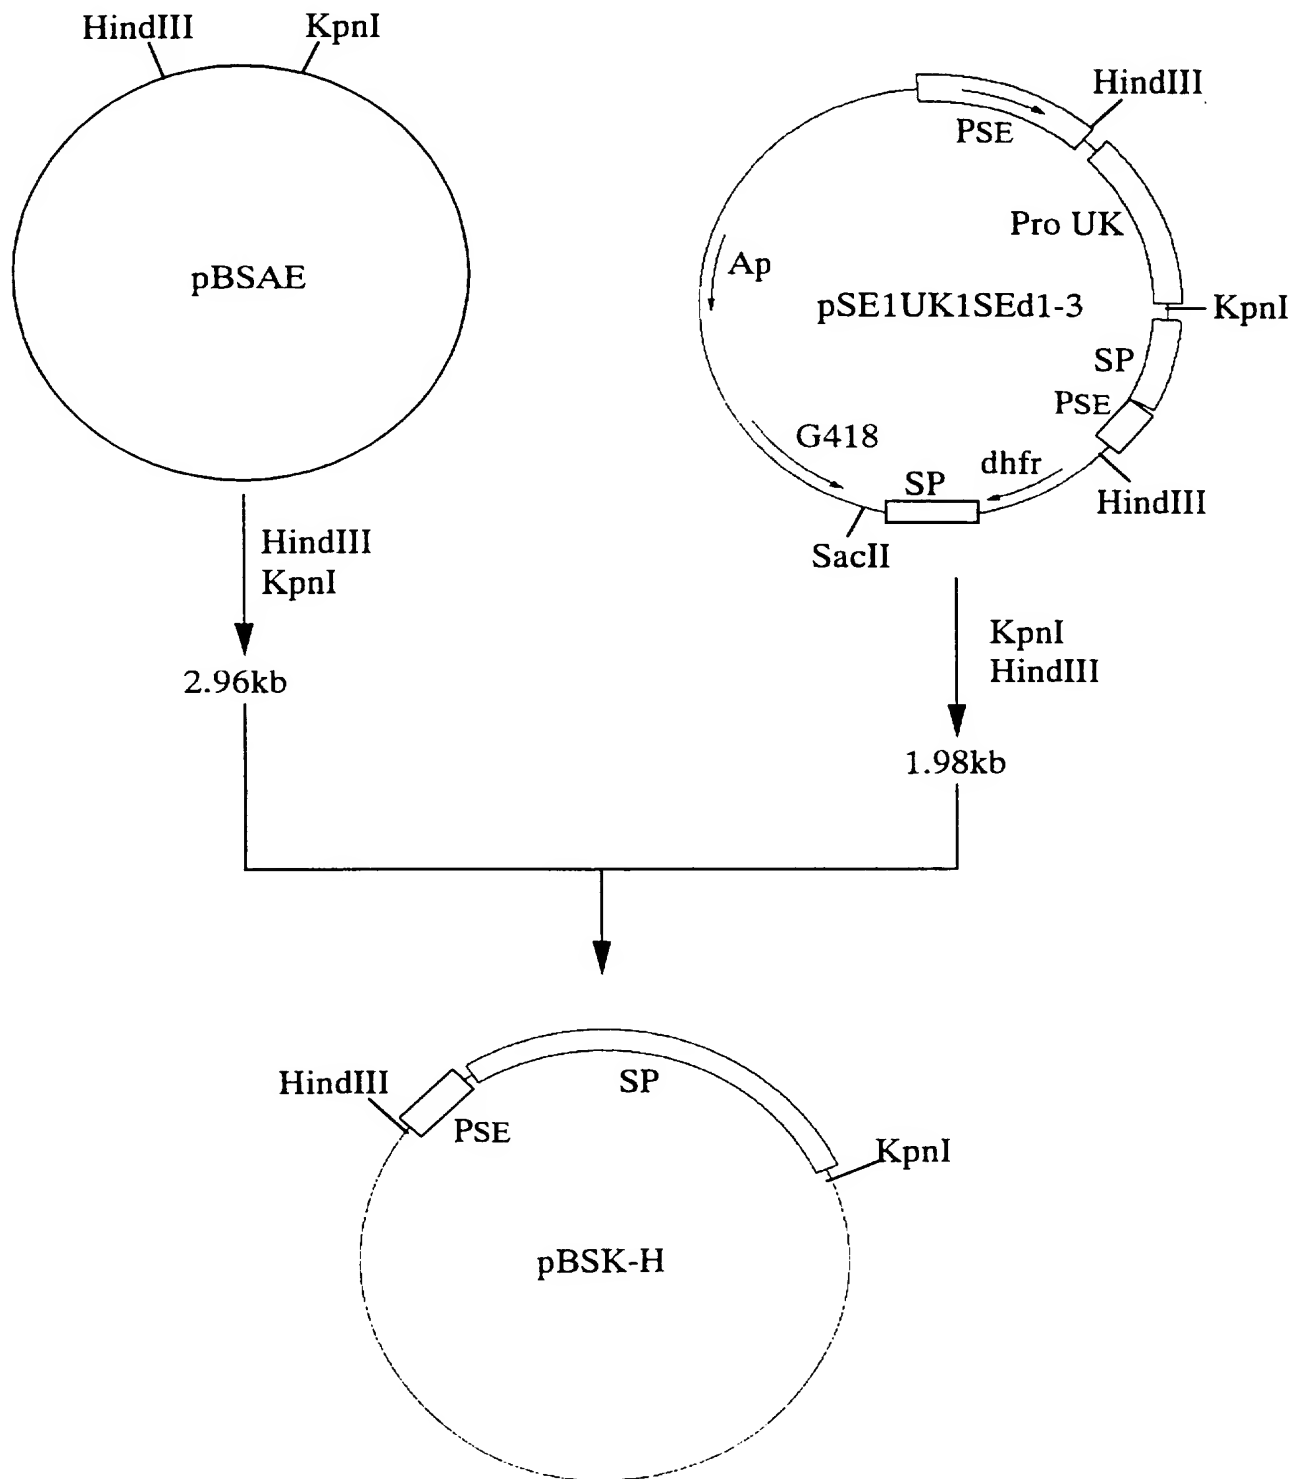 HindIII
KpnI
pBSAE
HindIII
KpnI
2.96kb
HindIII
PSE
Pro UK
Ap
pSE1UK1SEd1-3
KpnI
SP
PSE
G418
dhfr
SP
HindIII
SacII
KpnI
HindIII
1.98kb
HindIII
PSE
SP
KpnI
pBSK-H